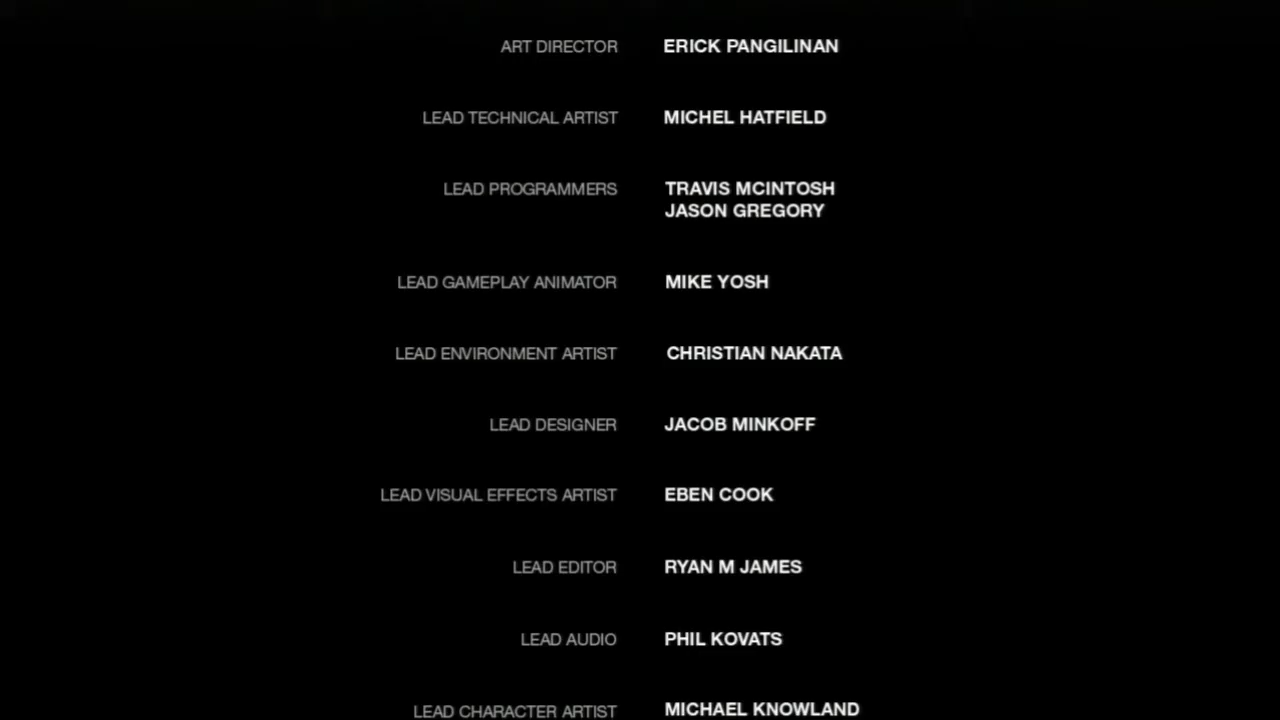 ART DIRECTOR ERICK PANGILINAN
LEAD TECHNICAL ARTIST MICHEL HATFIELD
LEAD PROGRAMMERS TRAVIS MCINTOSH
JASON GREGORY
LEAD GAMEPLAY ANIMATOR MIKE YOSH
LEAD ENVIRONMENT ARTIST CHRISTIAN NAKATA
LEAD DESIGNER JACOB MINKOFF
LEAD VISUAL EFFECTS ARTIST EBEN COOK
LEAD EDITOR RYAN M JAMES
LEAD AUDIO PHIL KOVATS
LEAD CHARACTER ARTIST MICHAEL KNOWLAND